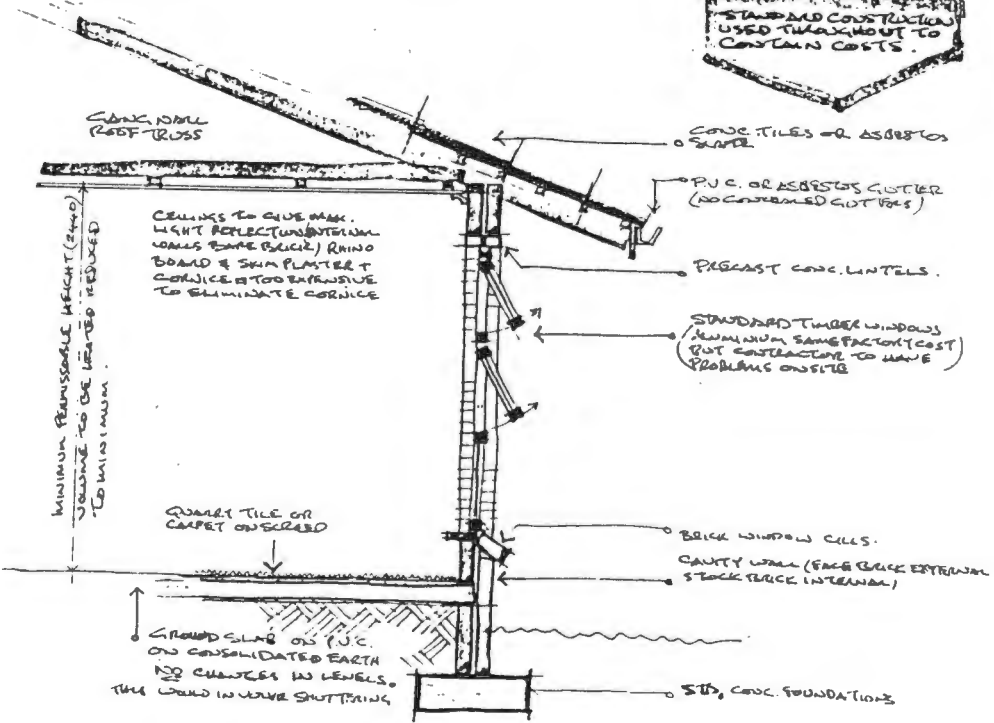 STANDARD CONSTRUCTION
USED THROUGHOUT TO
CONTAIN COSTS.
GANGNAIL
ROOF TRUSS
CONC. TILES OR ASBESTOS
SLATE
P.V.C. OR ASBESTOS GUTTER
(NO CONCEALED GUTTERS)
CEILINGS TO GIVE MAX.
LIGHT REFLECTION (INTERNAL
WALLS BARE BRICK) RHINO
BOARD & SKIM PLASTER +
CORNICE TOO EXPENSIVE
TO ELIMINATE CORNICE
PRECAST CONC. LINTELS.
STANDARD TIMBER WINDOWS
(ALUMINIUM SAME FACTORY COST)
BUT CONTRACTOR TO HAVE
PROBLEMS ONSITE
MINIMUM PERMISSABLE HEIGHT (2440)
VOLUME TO BE HEATED REDUCED
TO MINIMUM.
QUARRY TILE OR
CARPET ON SCREED
BRICK WINDOW CILLS.
CAVITY WALL (FACE BRICK EXTERNAL
STOCK BRICK INTERNAL)
GROUND SLAB ON P.V.C.
ON CONSOLIDATED EARTH
NO CHANGES IN LEVELS.
THIS WOULD INVOLVE SHUTTERING
STD. CONC. FOUNDATIONS